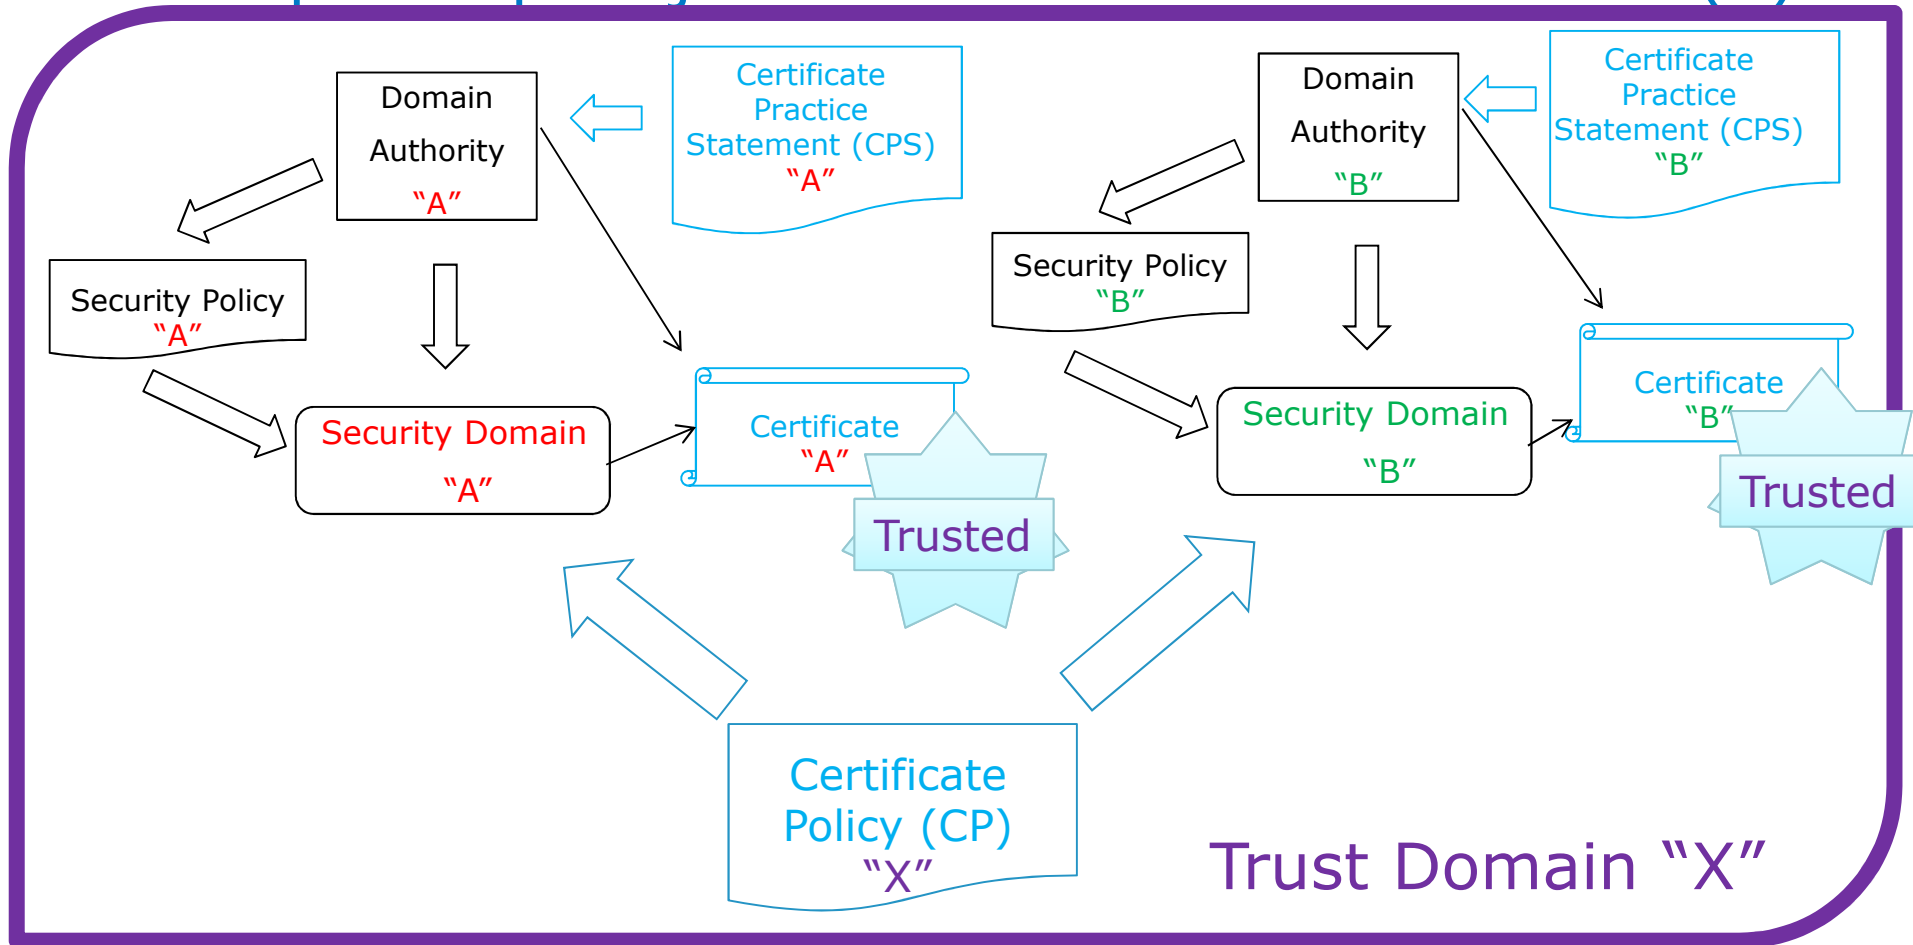 Domain
Authority
“A”
Certificate
Practice
Statement (CPS)
“A”
Domain
Authority
“B”
Certificate
Practice
Statement (CPS)
“B”
Security Policy
“A”
Security Policy
“B”
Security Domain
“A”
Certificate
“A”
Trusted
Security Domain
“B”
Certificate
“B”
Trusted
Certificate
Policy (CP)
“X”
Trust Domain “X”